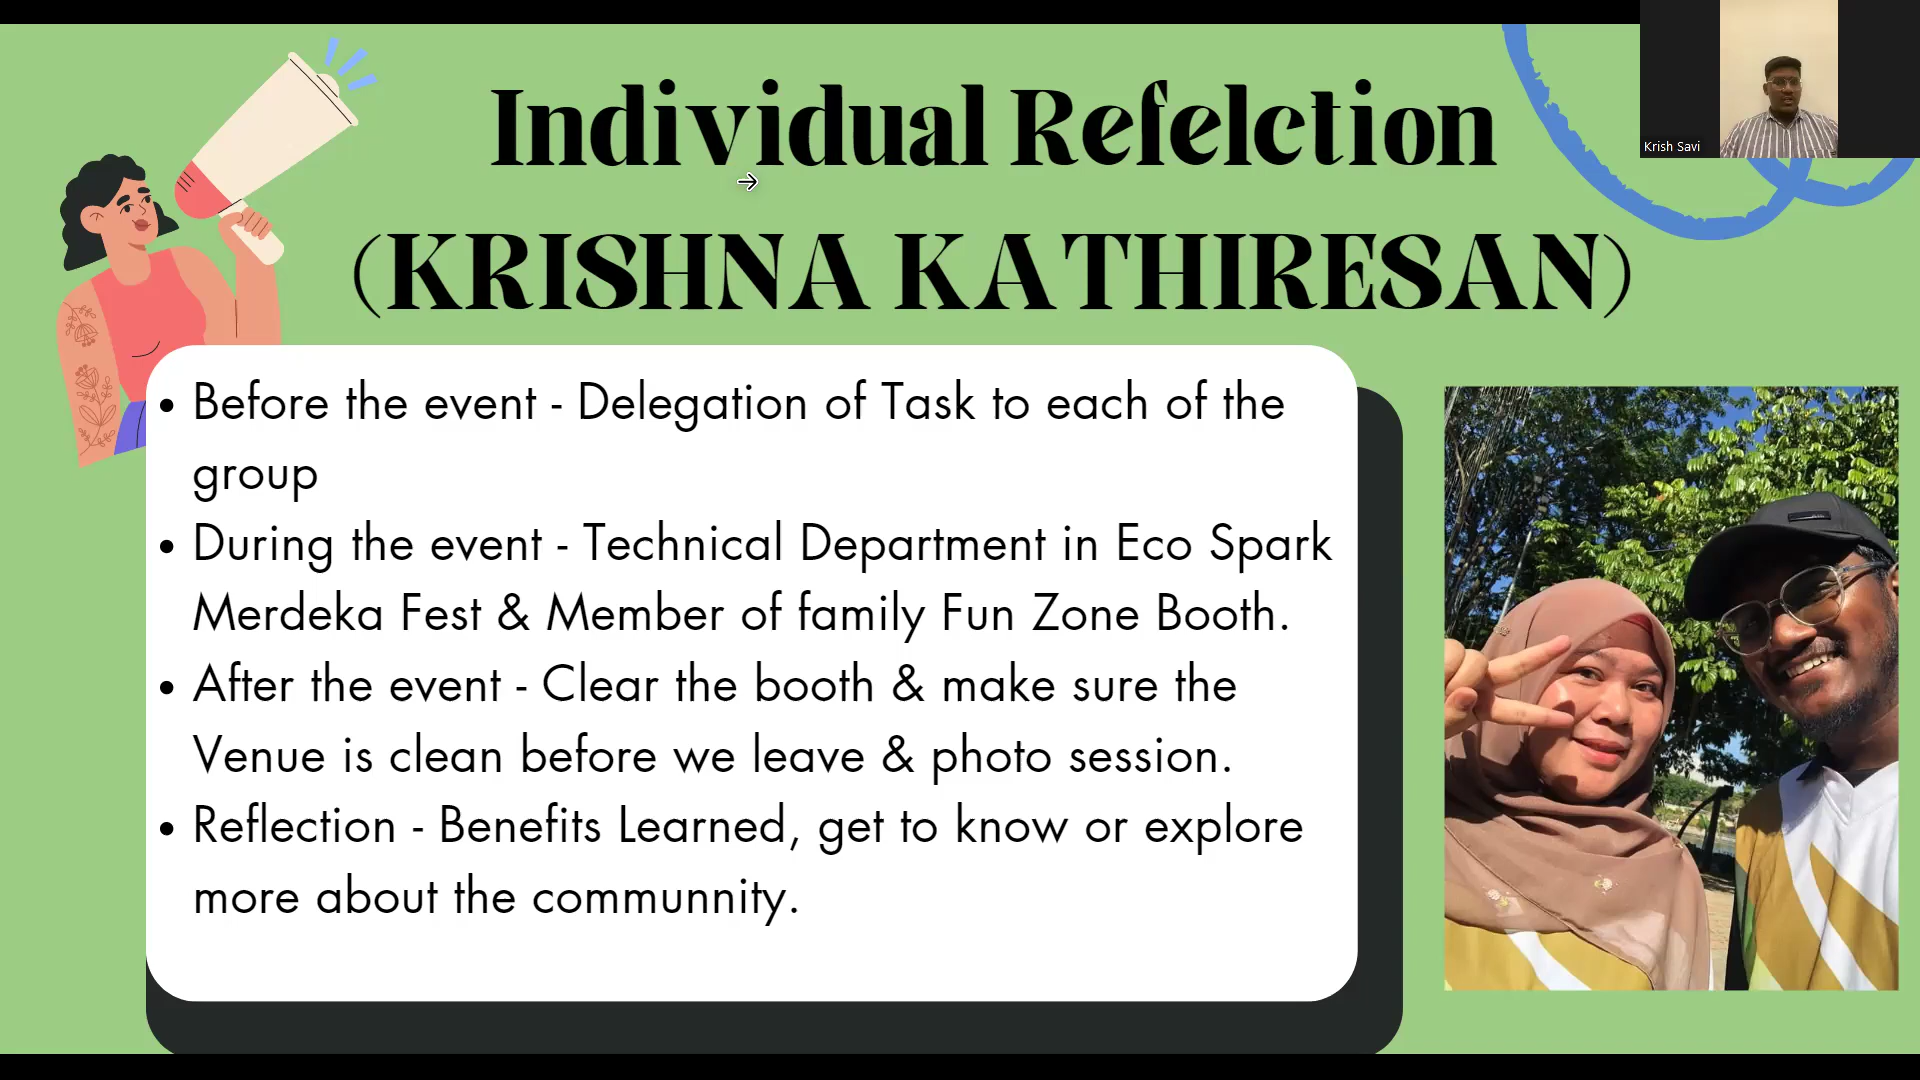 Individual Refelction
(KRISHNA KATHIRESAN)
Krish Savi
• Before the event - Delegation of Task to each of the
group
• During the event - Technical Department in Eco Spark
Merdeka Fest & Member of family Fun Zone Booth.
• After the event - Clear the booth & make sure the
Venue is clean before we leave & photo session.
• Reflection - Benefits Learned, get to know or explore
more about the communnity.